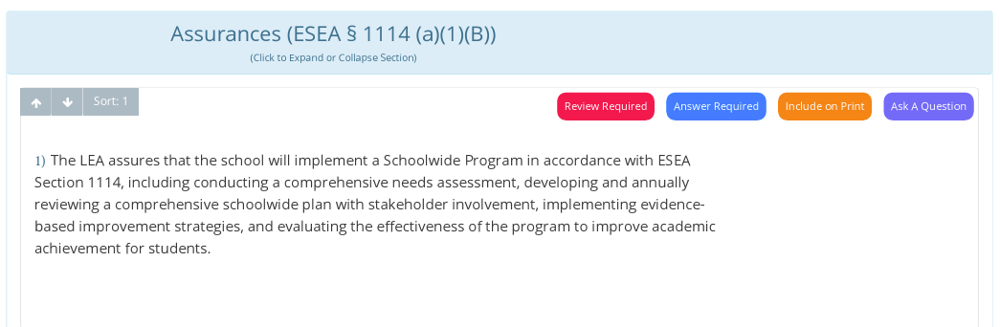 Assurances (ESEA § 1114 (a)(1)(B))
(Click to Expand or Collapse Section)
Sort: 1
Review Required
Answer Required
Include on Print
Ask A Question
1) The LEA assures that the school will implement a Schoolwide Program in accordance with ESEA
Section 1114, including conducting a comprehensive needs assessment, developing and annually
reviewing a comprehensive schoolwide plan with stakeholder involvement, implementing evidence-
based improvement strategies, and evaluating the effectiveness of the program to improve academic
achievement for students.